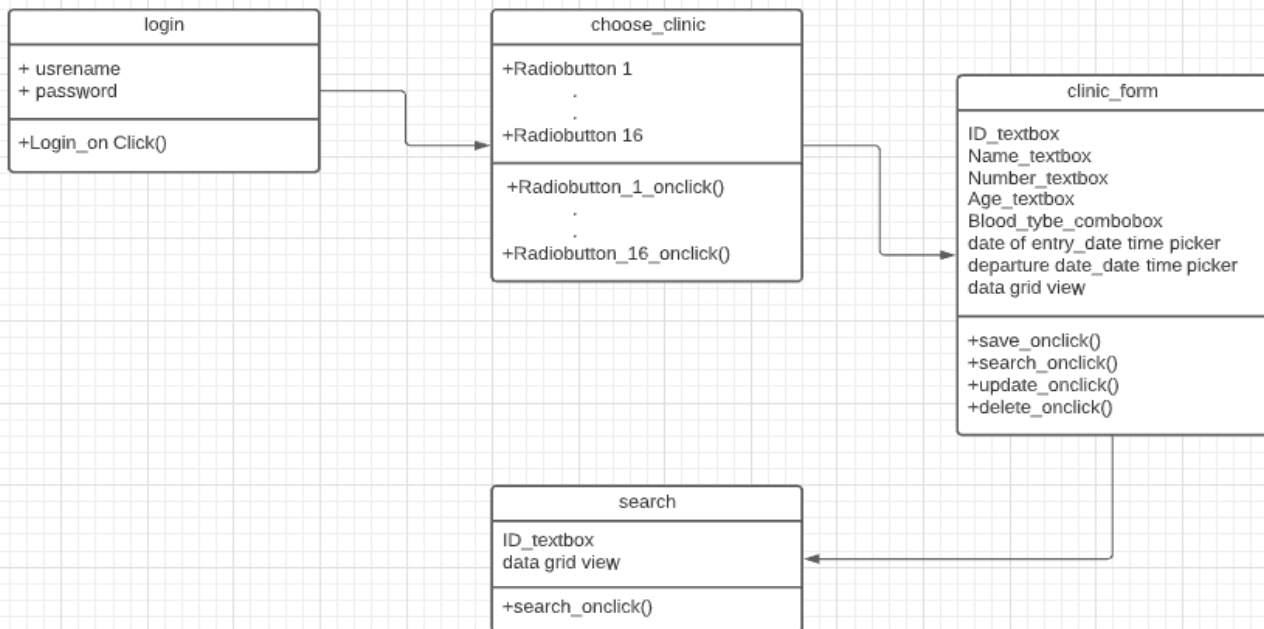 login
+ usrename
+ password
+Login_on Click()
choose_clinic
+Radiobutton 1
.
.
+Radiobutton 16
+Radiobutton_1_onclick()
.
.
+Radiobutton_16_onclick()
clinic_form
ID_textbox
Name_textbox
Number_textbox
Age_textbox
Blood_tybe_combobox
date of entry_date time picker
departure date_date time picker
data grid view
+save_onclick()
+search_onclick()
+update_onclick()
+delete_onclick()
search
ID_textbox
data grid view
+search_onclick()